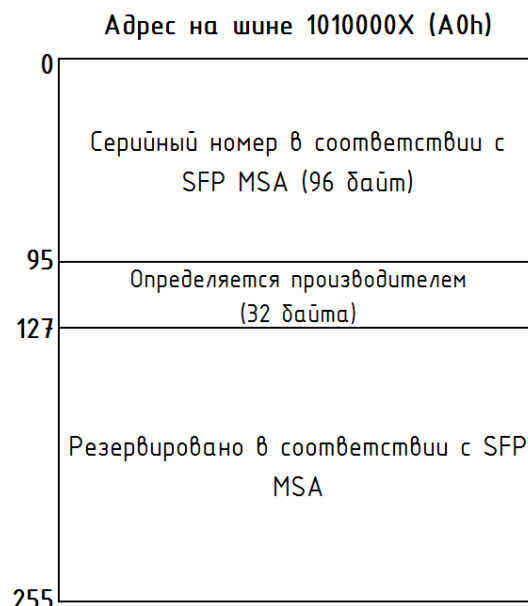 Адрес на шине 1010000X (A0h)
0
Серийный номер в соответствии с
SFP MSA (96 байт)
95
Определяется производителем
(32 байта)
127
Резервировано в соответствии с SFP
MSA
255